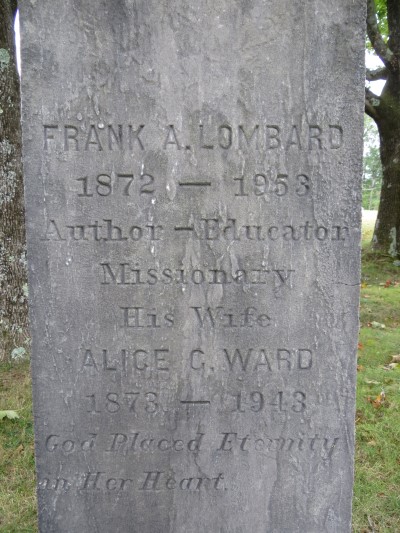 FRANK A. LOMBARD
1872 — 1953
Author — Educator
Missionary
His Wife
ALICE G. WARD
1873 — 1943
God Placed Eternity
in Her Heart.